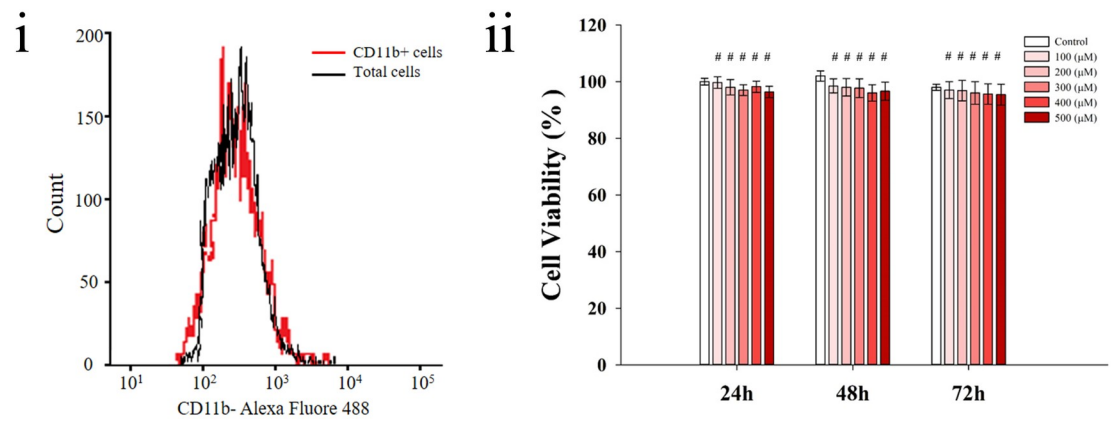 i
200
150
100
50
0
Count
CD11b+ cells
Total cells
10¹ 10² 10³ 10⁴ 10⁵
CD11b- Alexa Fluore 488
ii
120
100
80
60
40
20
0
Cell Viability (%)
# # # # # # # # # # # # # # #
Control
100 (μM)
200 (μM)
300 (μM)
400 (μM)
500 (μM)
24h 48h 72h